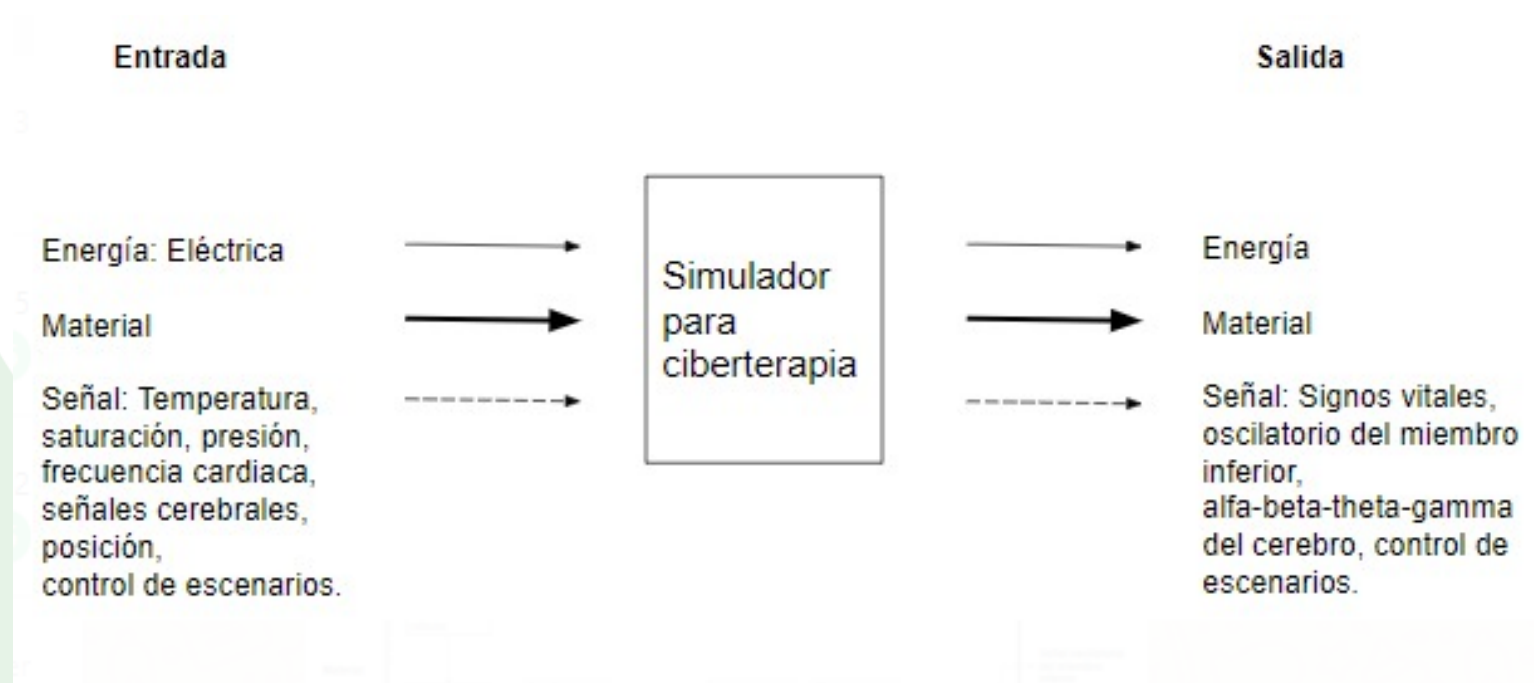 Entrada
Salida
Energía: Eléctrica
Material
Señal: Temperatura,
saturación, presión,
frecuencia cardiaca,
señales cerebrales,
posición,
control de escenarios.
Simulador
para
ciberterapia
Energía
Material
Señal: Signos vitales,
oscilatorio del miembro
inferior,
alfa-beta-theta-gamma
del cerebro, control de
escenarios.